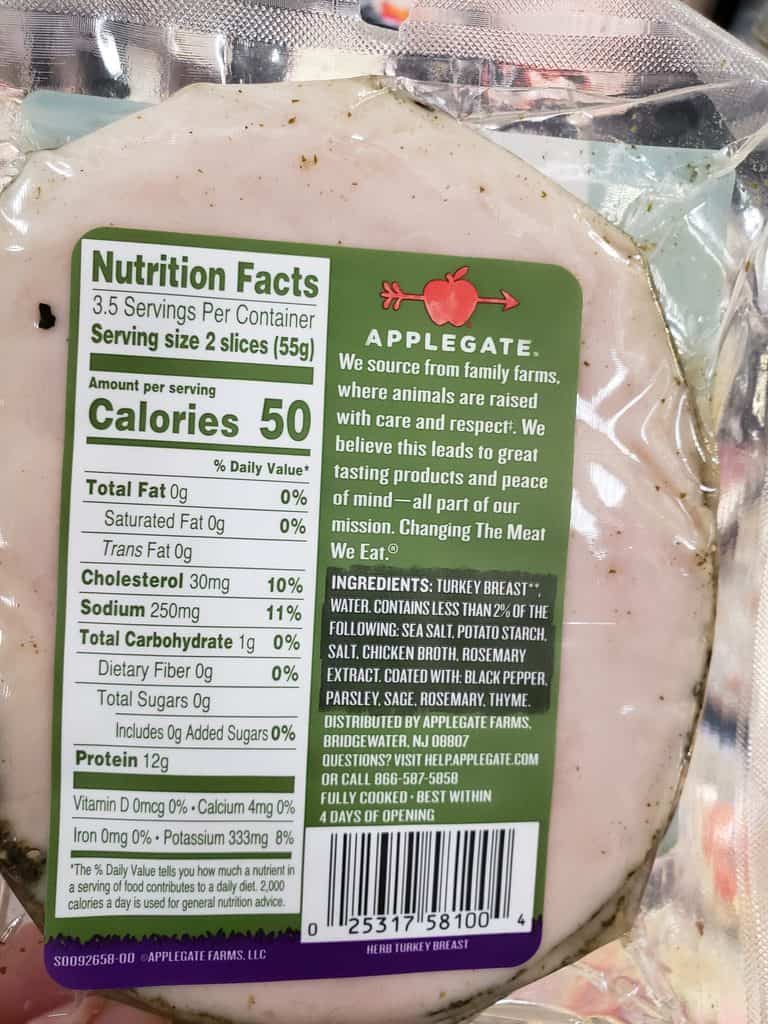 Nutrition Facts
3.5 Servings Per Container
Serving size 2 slices (55g)
Amount per serving
Calories 50
% Daily Value*
Total Fat 0g 0%
Saturated Fat 0g 0%
Trans Fat 0g
Cholesterol 30mg 10%
Sodium 250mg 11%
Total Carbohydrate 1g 0%
Dietary Fiber 0g 0%
Total Sugars 0g
Includes 0g Added Sugars 0%
Protein 12g
Vitamin D 0mcg 0% • Calcium 4mg 0%
Iron 0mg 0% • Potassium 333mg 8%
*The % Daily Value tells you how much a nutrient in
a serving of food contributes to a daily diet. 2,000
calories a day is used for general nutrition advice.
S0092658-00 ©APPLEGATE FARMS, LLC
APPLEGATE®
We source from family farms,
where animals are raised
with care and respect‡. We
believe this leads to great
tasting products and peace
of mind—all part of our
mission. Changing The Meat
We Eat.®
INGREDIENTS: TURKEY BREAST**,
WATER. CONTAINS LESS THAN 2% OF THE
FOLLOWING: SEA SALT, POTATO STARCH,
SALT, CHICKEN BROTH, ROSEMARY
EXTRACT. COATED WITH: BLACK PEPPER,
PARSLEY, SAGE, ROSEMARY, THYME.
DISTRIBUTED BY APPLEGATE FARMS,
BRIDGEWATER, NJ 08807
QUESTIONS? VISIT HELP.APPLEGATE.COM
OR CALL 866-587-5858
FULLY COOKED • BEST WITHIN
4 DAYS OF OPENING
0 25317 58100 4
HERB TURKEY BREAST